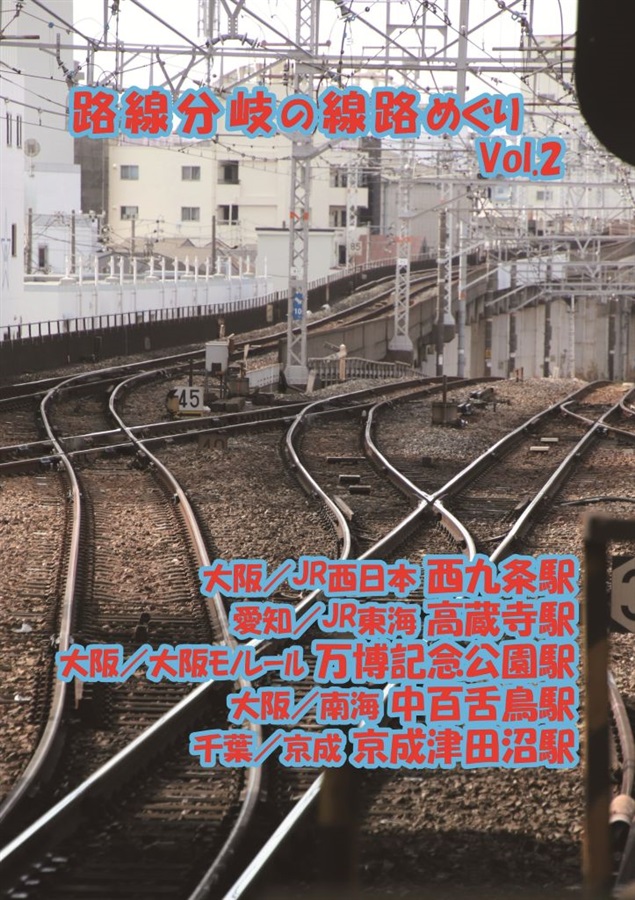 路線分岐の線路めぐり
Vol.2
45
大阪/JR西日本 西九条駅
愛知/JR東海 高蔵寺駅
大阪/大阪モノレール 万博記念公園駅
大阪/南海 中百舌鳥駅
千葉/京成 京成津田沼駅